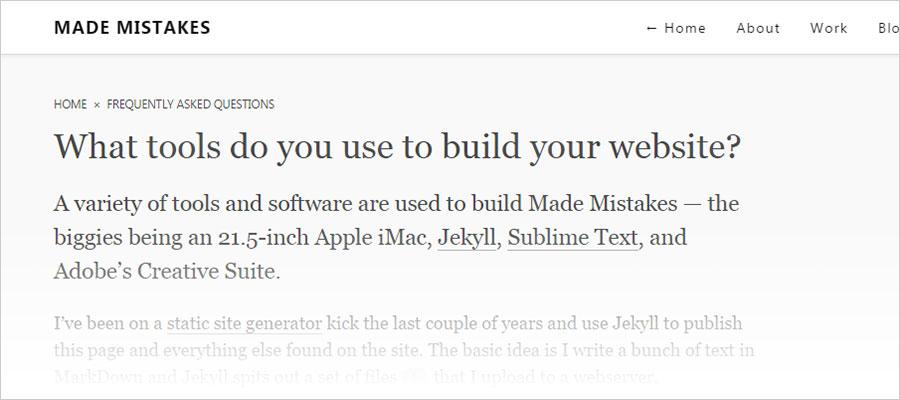 MADE MISTAKES
← Home About Work Blo
HOME × FREQUENTLY ASKED QUESTIONS
What tools do you use to build your website?
A variety of tools and software are used to build Made Mistakes — the
biggies being an 21.5-inch Apple iMac, Jekyll, Sublime Text, and
Adobe’s Creative Suite.
I’ve been on a static site generator kick the last couple of years and use Jekyll to publish
this page and everything else found on the site. The basic idea is I write a bunch of text in
MarkDown and Jekyll spits out a set of files that I upload to a webserver.